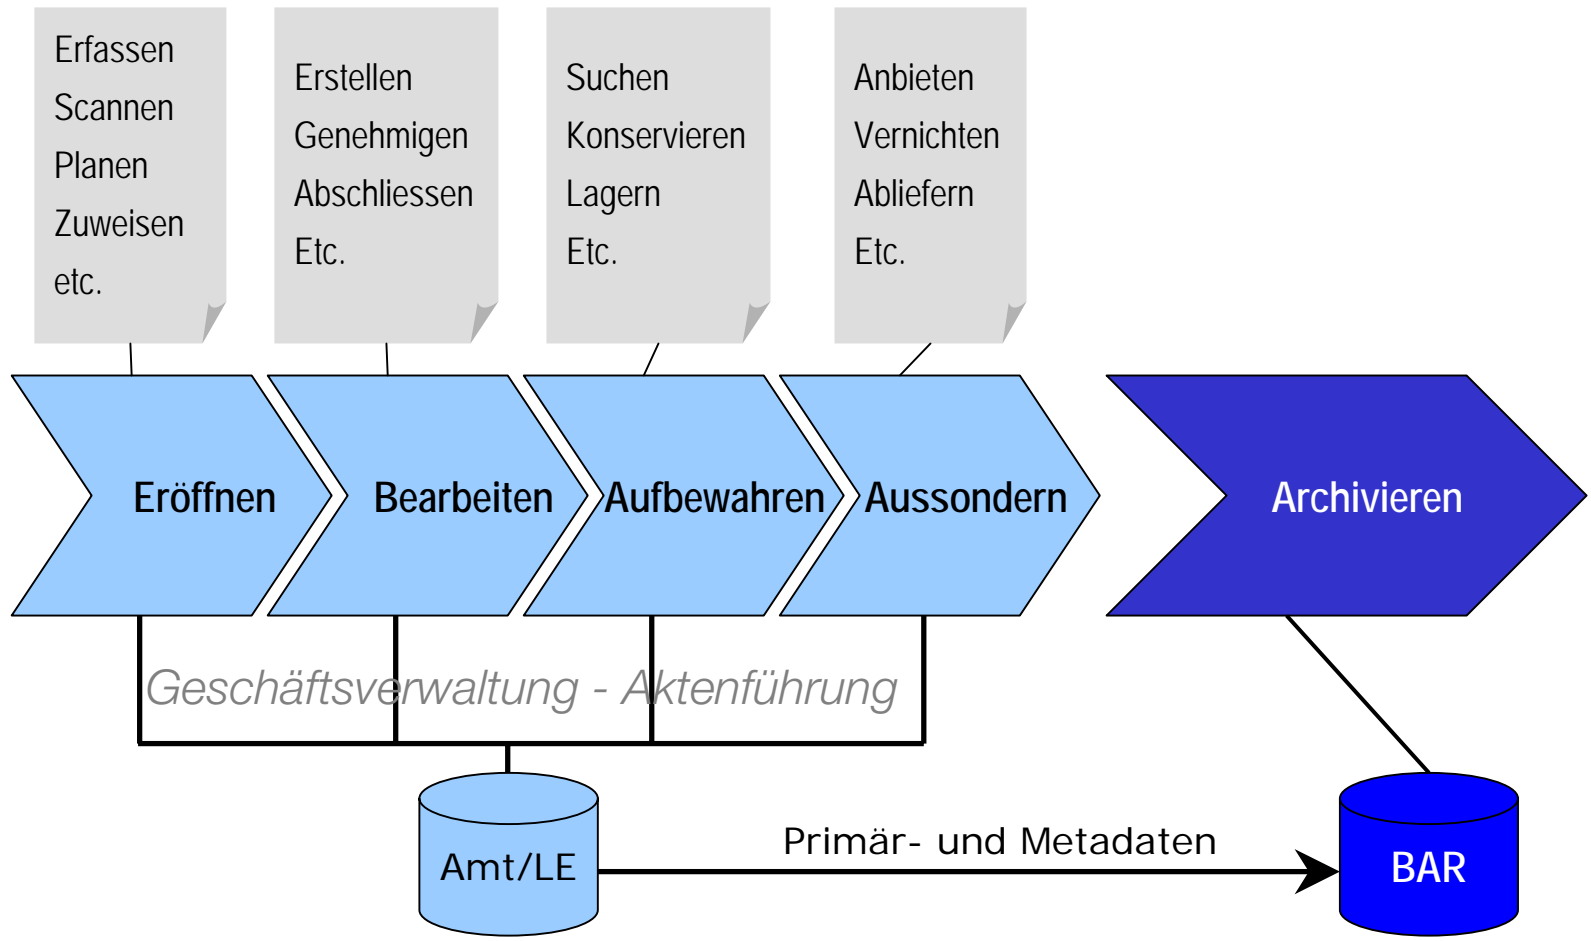 Erfassen
Scannen
Planen
Zuweisen
etc.
Erstellen
Genehmigen
Abschliessen
Etc.
Suchen
Konservieren
Lagern
Etc.
Anbieten
Vernichten
Abliefern
Etc.
Eröffnen
Bearbeiten
Aufbewahren
Aussondern
Archivieren
Geschäftsverwaltung - Aktenführung
Primär- und Metadaten
Amt/LE
BAR